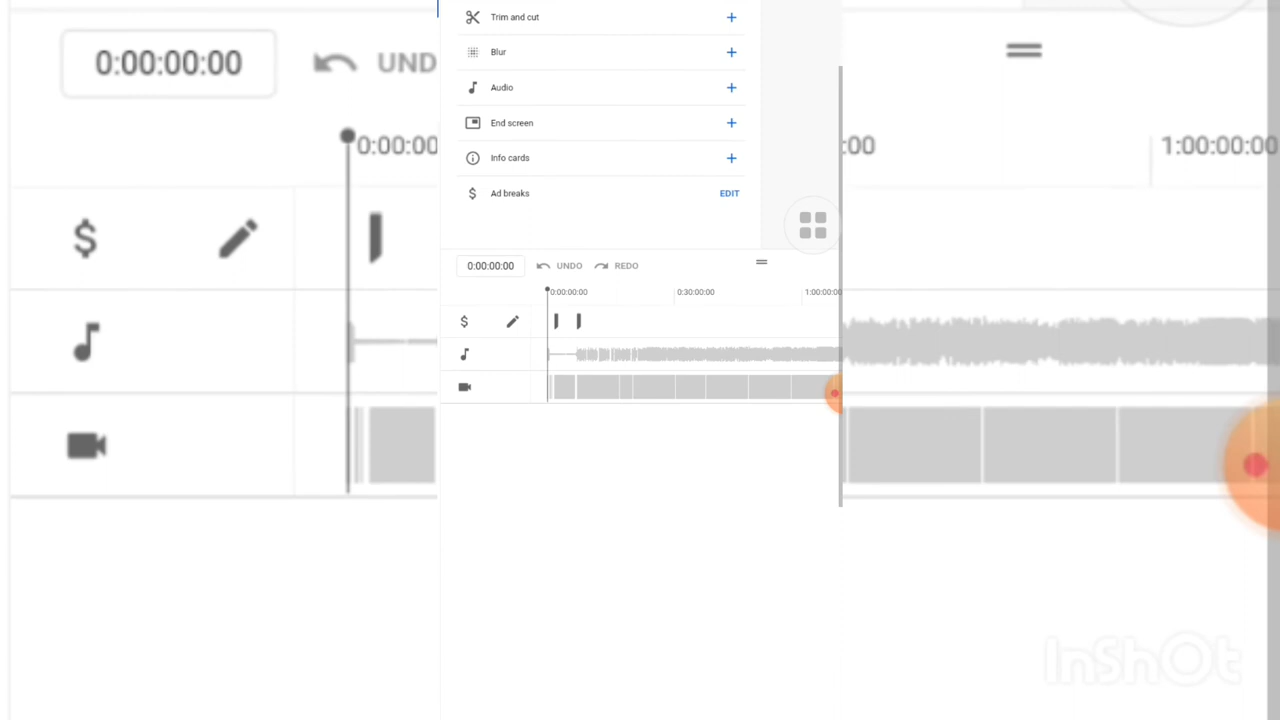 Trim and cut
Blur
Audio
End screen
Info cards
$ Ad breaks EDIT
0:00:00:00 UNDO REDO
0:00:00:00 0:30:00:00 1:00:00:00
$
0:00:00:00 UND
0:00:00 :00 1:00:00:00
$
InShOt